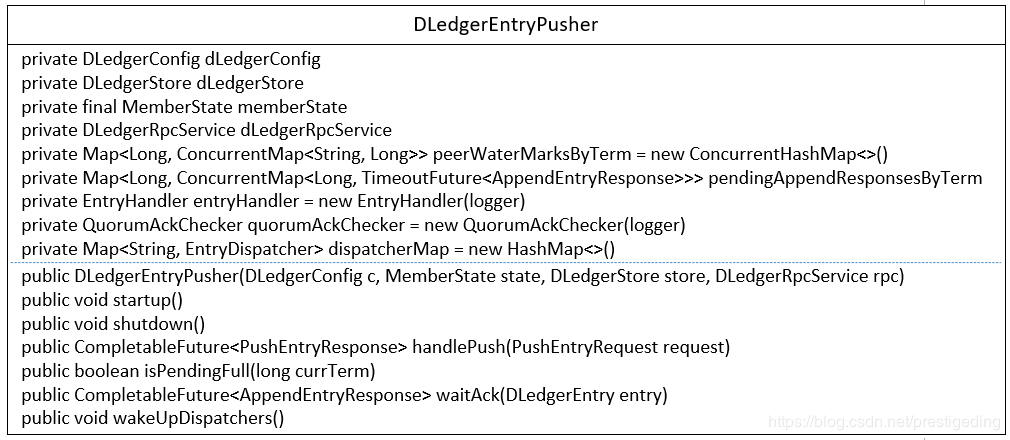 DLedgerEntryPusher
private DLedgerConfig dLedgerConfig
private DLedgerStore dLedgerStore
private final MemberState memberState
private DLedgerRpcService dLedgerRpcService
private Map<Long, ConcurrentMap<String, Long>> peerWaterMarksByTerm = new ConcurrentHashMap<>()
private Map<Long, ConcurrentMap<Long, TimeoutFuture<AppendEntryResponse>>> pendingAppendResponsesByTerm
private EntryHandler entryHandler = new EntryHandler(logger)
private QuorumAckChecker quorumAckChecker = new QuorumAckChecker(logger)
private Map<String, EntryDispatcher> dispatcherMap = new HashMap<>()
public DLedgerEntryPusher(DLedgerConfig c, MemberState state, DLedgerStore store, DLedgerRpcService rpc)
public void startup()
public void shutdown()
public CompletableFuture<PushEntryResponse> handlePush(PushEntryRequest request)
public boolean isPendingFull(long currTerm)
public CompletableFuture<AppendEntryResponse> waitAck(DLedgerEntry entry)
public void wakeUpDispatchers()
https://blog.csdn.net/prestigeding